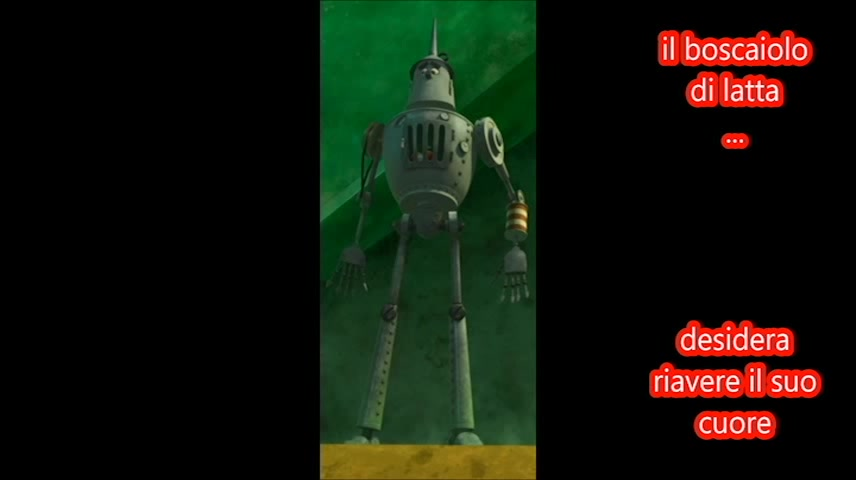 il boscaiolo
di latta
...
desidera
riavere il suo
cuore